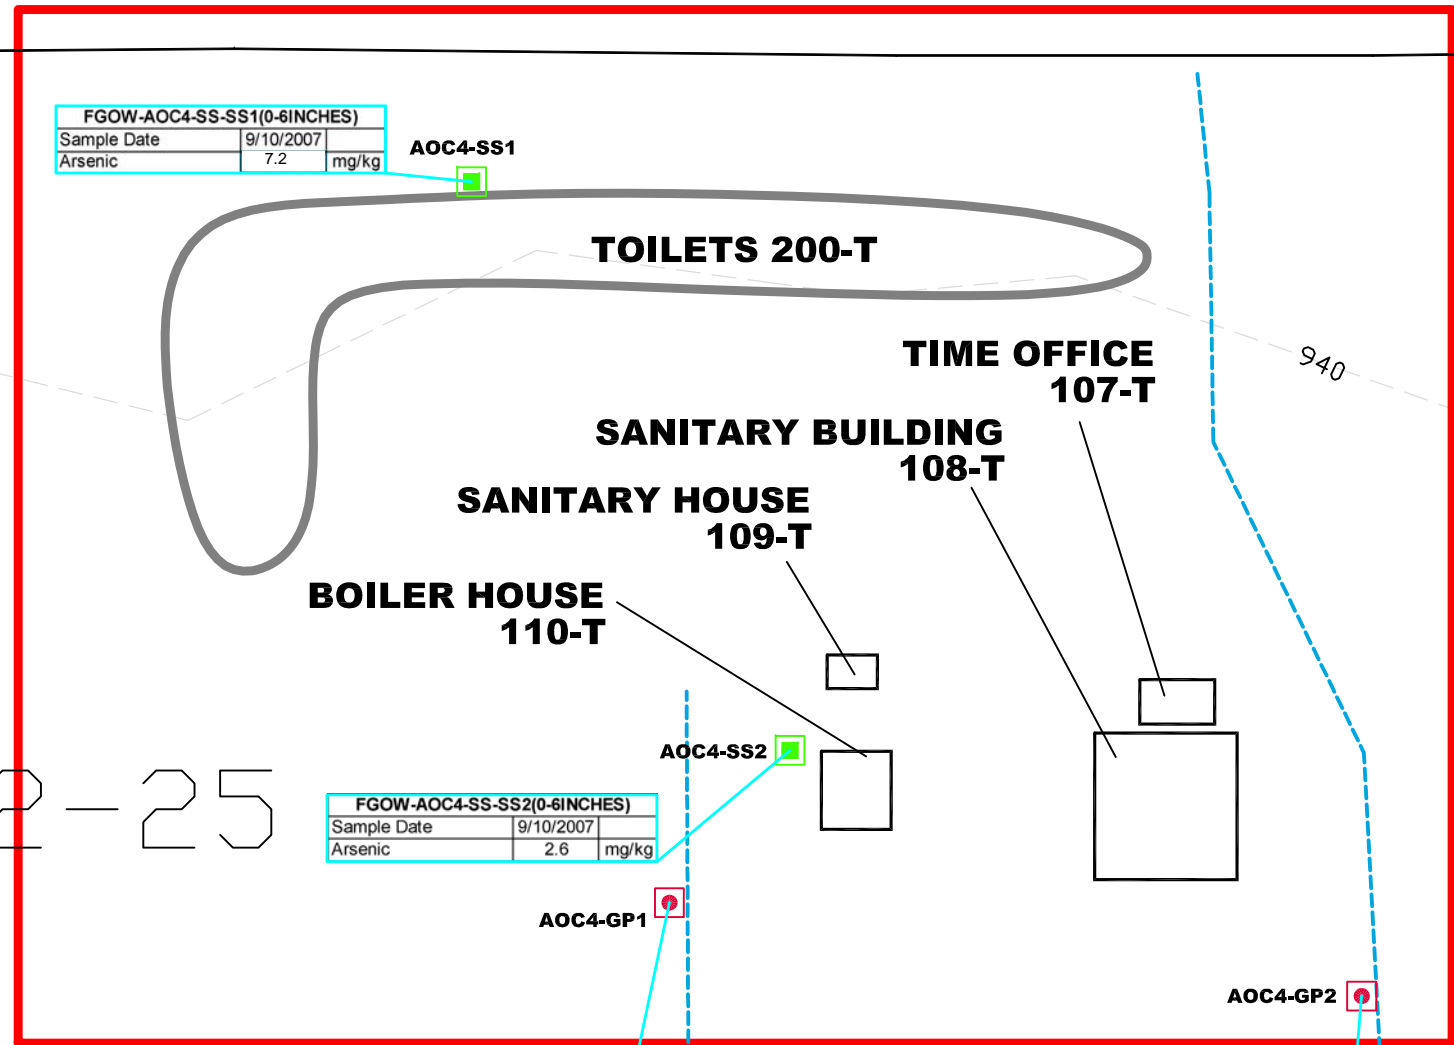 FGOW-AOC4-SS-SS1(0-6INCHES)
Sample Date 9/10/2007
Arsenic 7.2 mg/kg
AOC4-SS1
TOILETS 200-T
940
TIME OFFICE
107-T
SANITARY BUILDING
108-T
SANITARY HOUSE
109-T
BOILER HOUSE
110-T
AOC4-SS2
2-25
FGOW-AOC4-SS-SS2(0-6INCHES)
Sample Date 9/10/2007
Arsenic 2.6 mg/kg
AOC4-GP1
AOC4-GP2